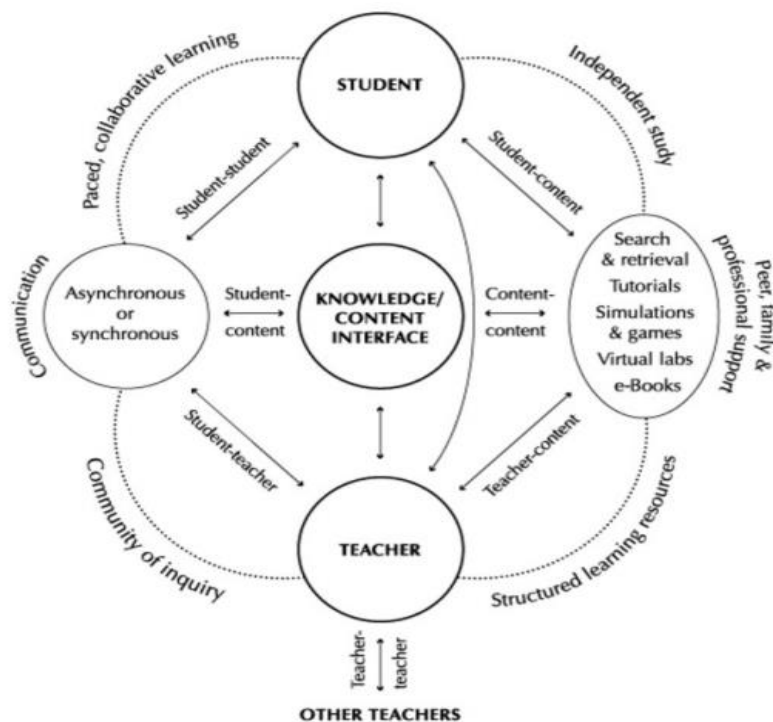 Paced, collaborative learning
STUDENT
Independent study
Student-student
Student-content
Communication
Asynchronous
or
synchronous
Student-
content
KNOWLEDGE/
CONTENT
INTERFACE
Content-
content
Search
& retrieval
Tutorials
Simulations
& games
Virtual labs
e-Books
Peer, family &
professional support
Student-teacher
Teacher-content
Community of inquiry
TEACHER
Structured learning resources
Teacher-
teacher
OTHER TEACHERS